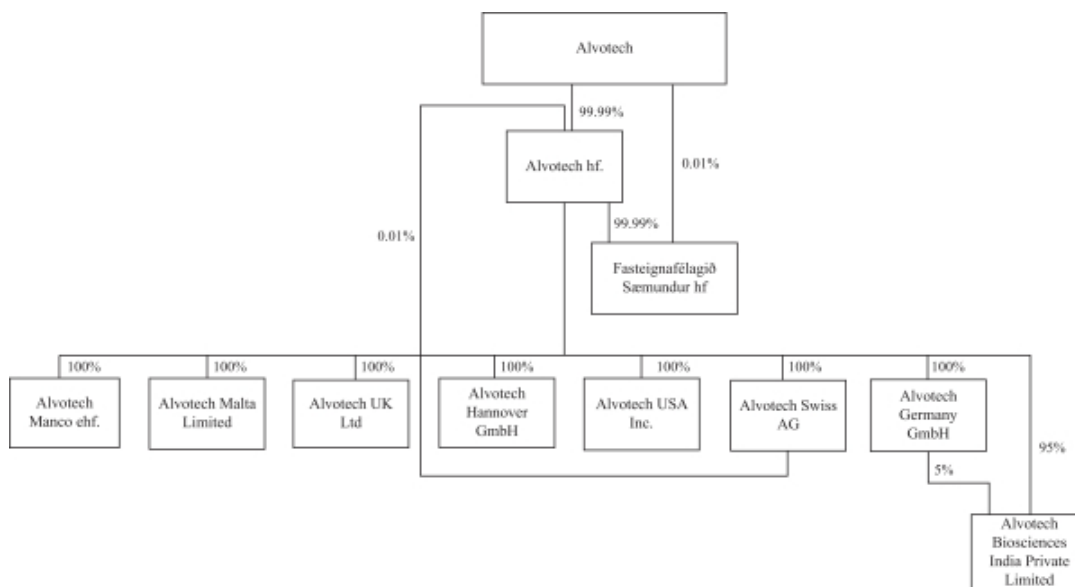 Alvotech
99.99%
Alvotech hf.
0.01%
0.01%
99.99%
Fasteignafélagið
Sæmundur hf
100%
100%
100%
100%
100%
100%
100%
Alvotech
Manco ehf.
Alvotech Malta
Limited
Alvotech UK
Ltd
Alvotech
Hannover
GmbH
Alvotech USA
Inc.
Alvotech Swiss
AG
Alvotech
Germany
GmbH
95%
5%
Alvotech
Biosciences
India Private
Limited